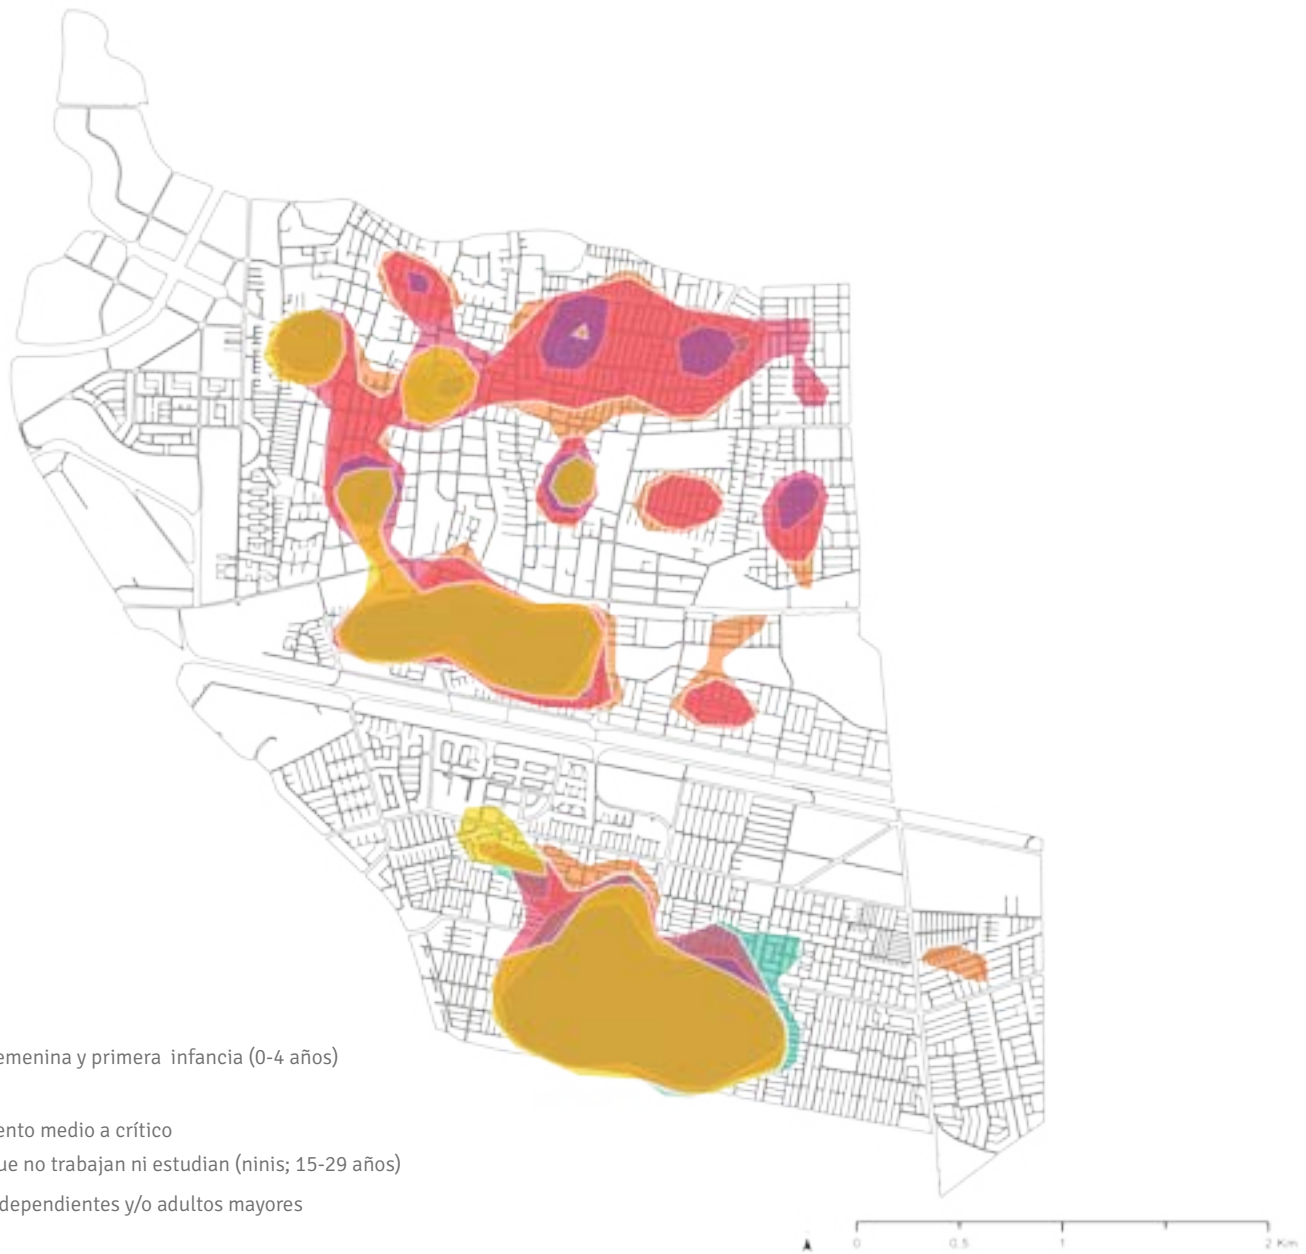 emenina y primera infancia (0-4 años)
ento medio a crítico
ue no trabajan ni estudian (ninis; 15-29 años)
dependientes y/o adultos mayores
0 0.5 1 2 Km